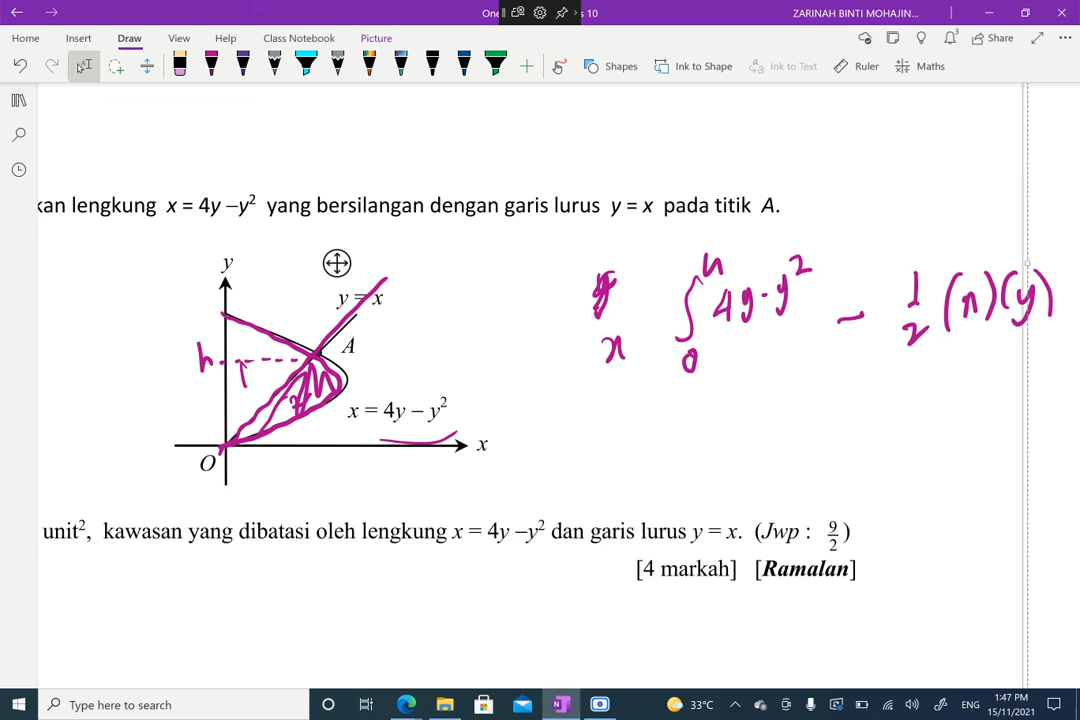 One
s 10
ZARINAH BINTI MOHAJIN...
Home Insert Draw View Help Class Notebook Picture
Share
Shapes Ink to Shape Ink to Text Ruler Maths
kan lengkung x = 4y – y² yang bersilangan dengan garis lurus y = x pada titik A.
y
y = x
A
h
x = 4y – y²
x
O
x
∫₀ʰ 4y - y² – 1/2 (x)(y)
unit², kawasan yang dibatasi oleh lengkung x = 4y – y² dan garis lurus y = x. (Jwp : 9/2)
[4 markah] [Ramalan]
Type here to search
33°C
ENG
1:47 PM
15/11/2021